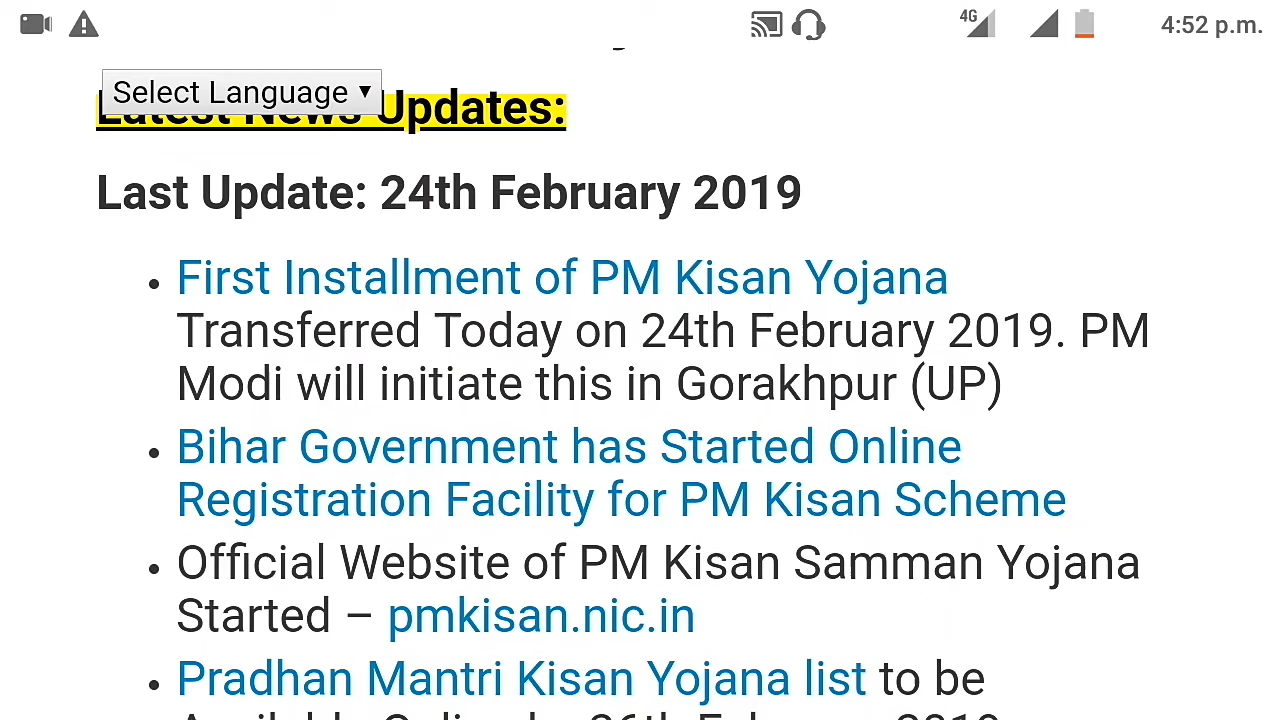 4G 4:52 p.m.
Select Language ▼
Latest News Updates:
Last Update: 24th February 2019
• First Installment of PM Kisan Yojana
Transferred Today on 24th February 2019. PM
Modi will initiate this in Gorakhpur (UP)
• Bihar Government has Started Online
Registration Facility for PM Kisan Scheme
• Official Website of PM Kisan Samman Yojana
Started – pmkisan.nic.in
• Pradhan Mantri Kisan Yojana list to be